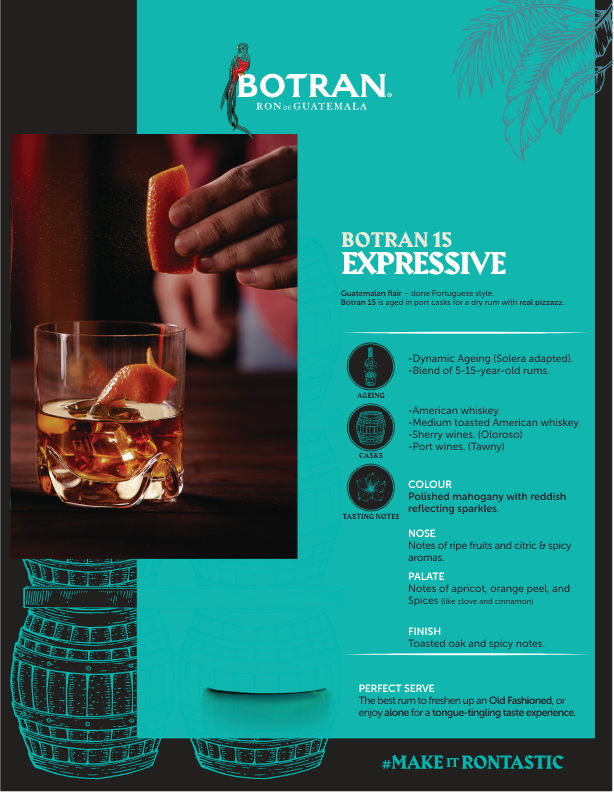 BOTRAN®
RON DE GUATEMALA
BOTRAN 15
EXPRESSIVE
Guatemalan flair – done Portuguese style.
Botran 15 is aged in port casks for a dry rum with real pizzazz.
-Dynamic Ageing (Solera adapted).
-Blend of 5-15-year-old rums.
AGEING
-American whiskey.
-Medium toasted American whiskey.
-Sherry wines. (Oloroso)
-Port wines. (Tawny)
CASKS
COLOUR
Polished mahogany with reddish
reflecting sparkles.
TASTING NOTES
NOSE
Notes of ripe fruits and citric & spicy
aromas.
PALATE
Notes of apricot, orange peel, and
Spices (like clove and cinnamon)
FINISH
Toasted oak and spicy notes.
PERFECT SERVE
The best rum to freshen up an Old Fashioned, or
enjoy alone for a tongue-tingling taste experience.
#MAKE IT RONTASTIC